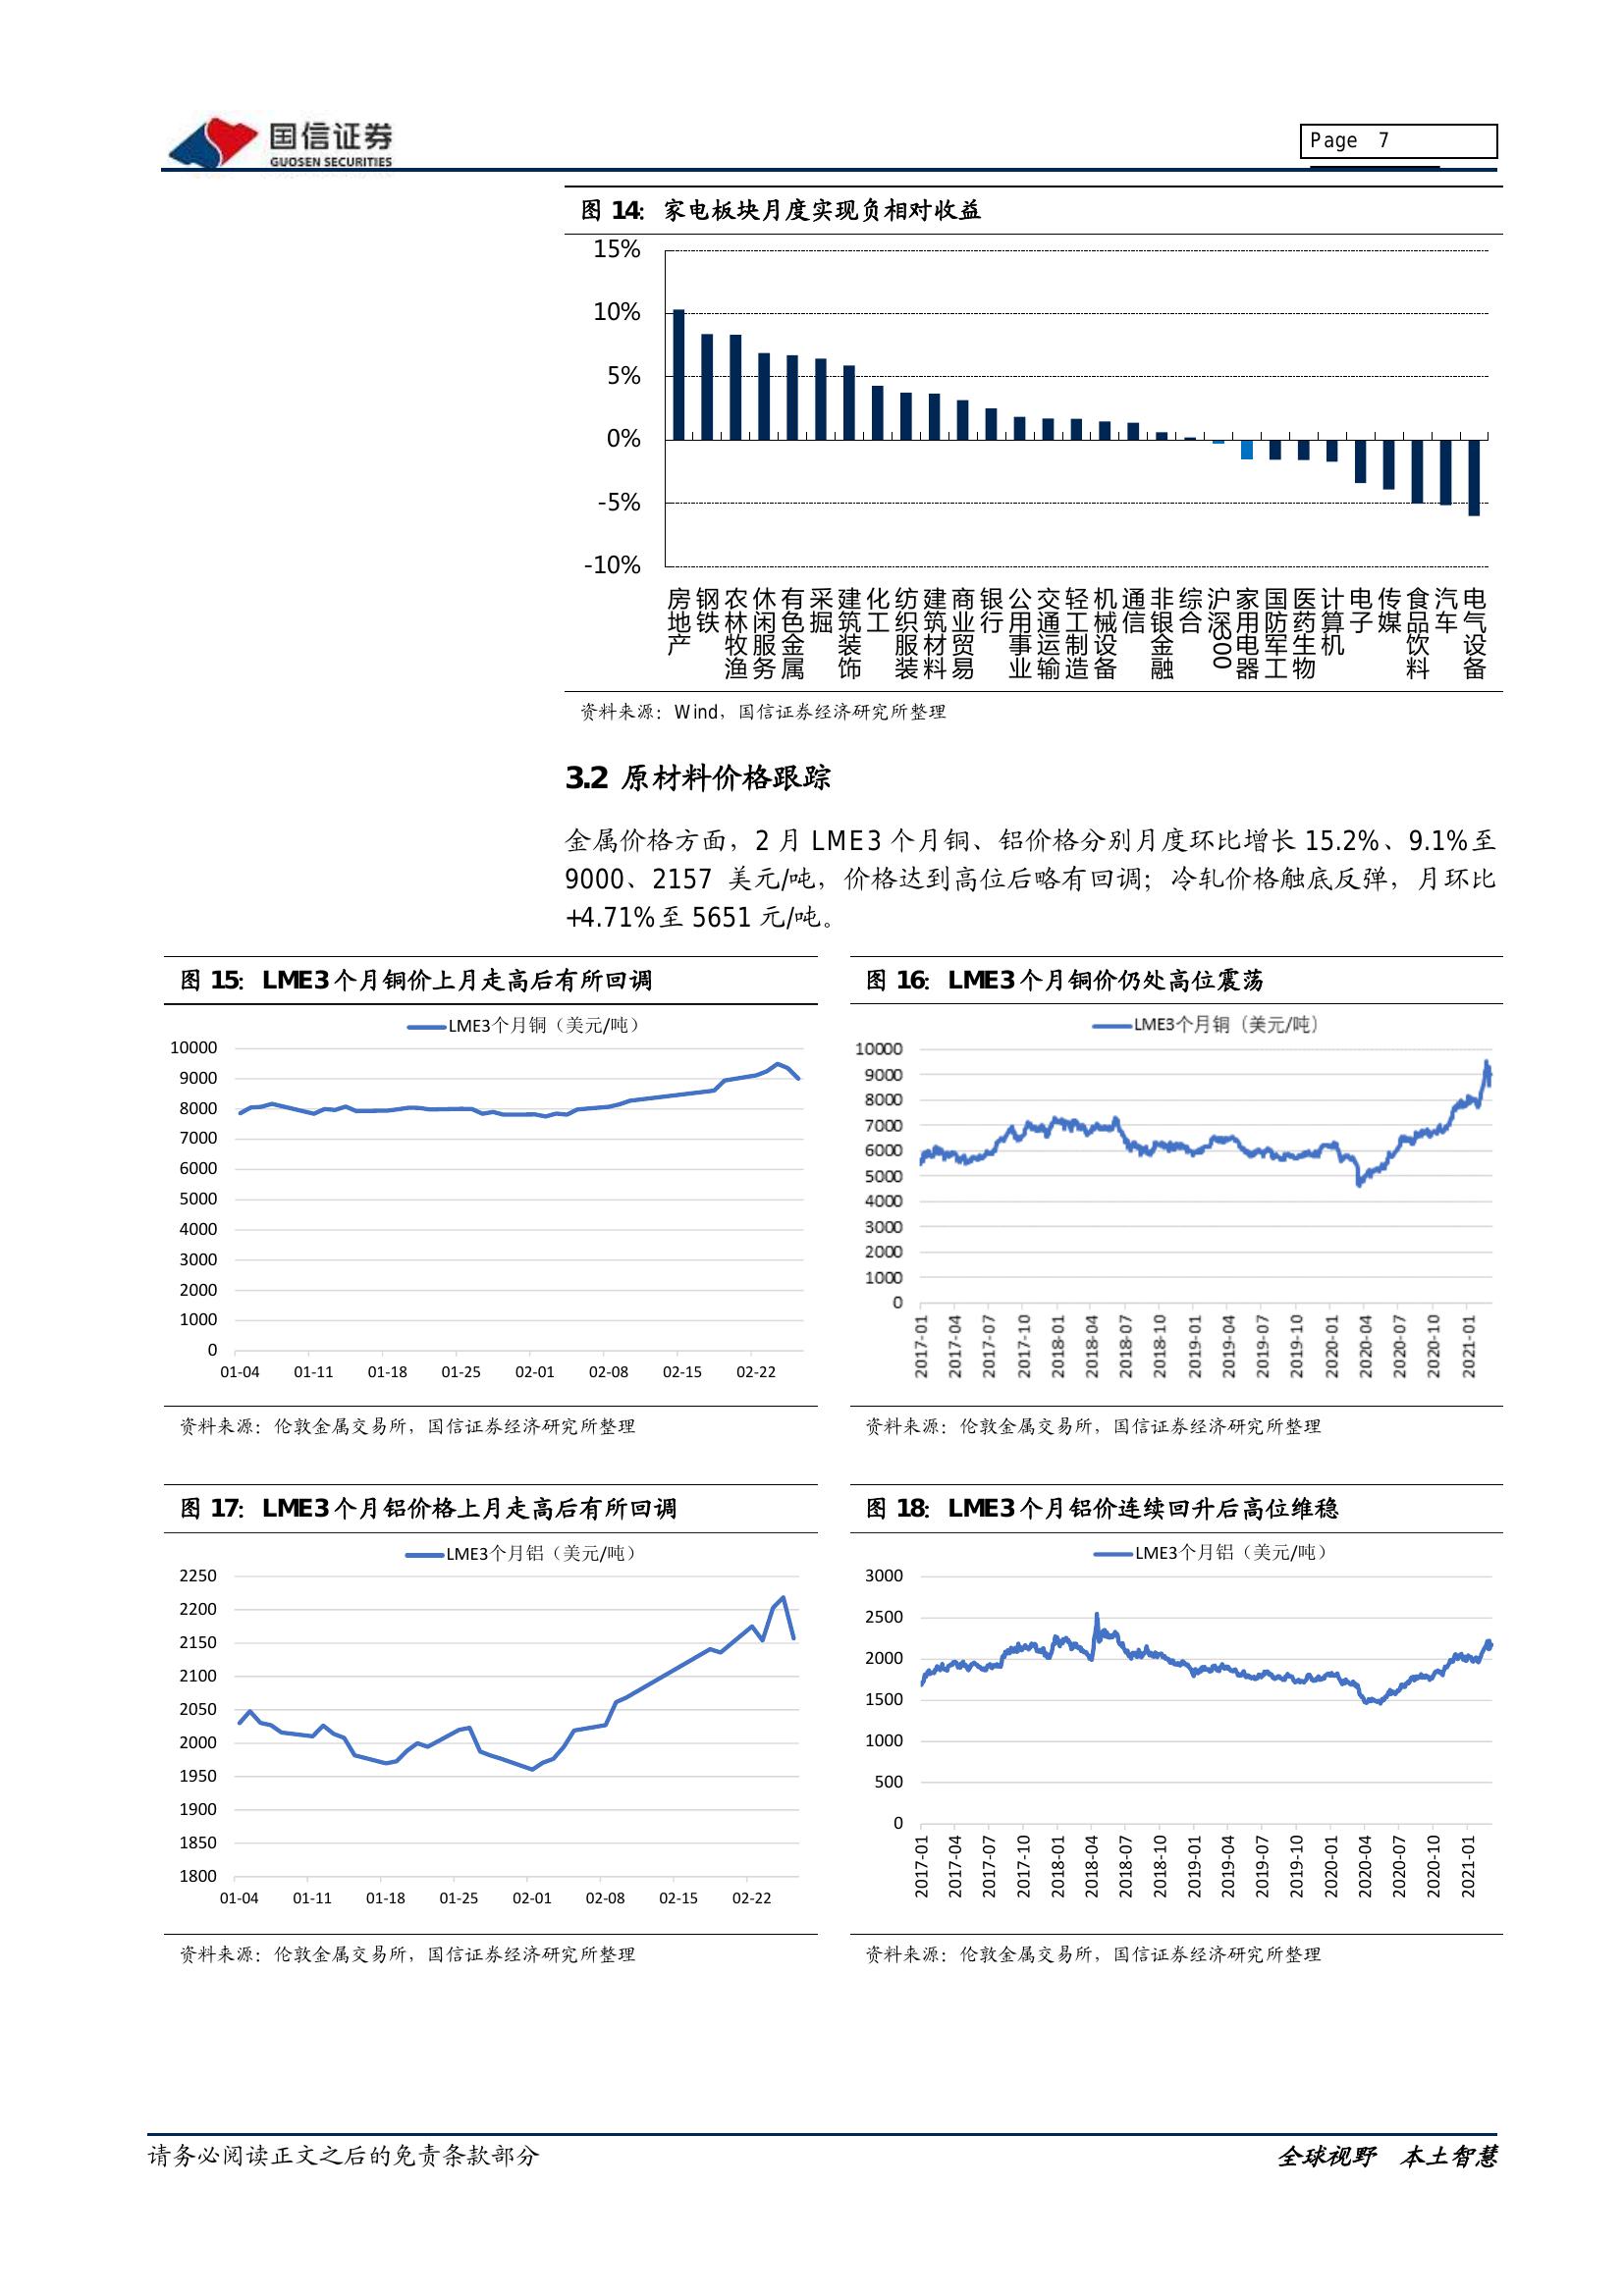 国信证券
GUOSEN SECURITIES
Page 7
图 14：家电板块月度实现负相对收益
15%
10%
5%
0%
-5%
-10%
房地产
钢铁
农林牧渔
休闲服务
有色金属
采掘
建筑装饰
化工
纺织服装
建筑材料
商业贸易
银行
公用事业
交通运输
轻工制造
机械设备
通信
非银金融
综合
沪深300
家用电器
国防军工
医药生物
计算机
电子
传媒
食品饮料
汽车
电气设备
资料来源：Wind，国信证券经济研究所整理
3.2 原材料价格跟踪
金属价格方面，2 月 LME3 个月铜、铝价格分别月度环比增长 15.2%、9.1%至
9000、2157 美元/吨，价格达到高位后略有回调；冷轧价格触底反弹，月环比
+4.71%至 5651 元/吨。
图 15：LME3 个月铜价上月走高后有所回调
LME3个月铜（美元/吨）
10000
9000
8000
7000
6000
5000
4000
3000
2000
1000
0
01-04 01-11 01-18 01-25 02-01 02-08 02-15 02-22
资料来源：伦敦金属交易所，国信证券经济研究所整理
图 16：LME3 个月铜价仍处高位震荡
LME3个月铜（美元/吨）
10000
9000
8000
7000
6000
5000
4000
3000
2000
1000
0
2017-01 2017-04 2017-07 2017-10 2018-01 2018-04 2018-07 2018-10 2019-01 2019-04 2019-07 2019-10 2020-01 2020-04 2020-07 2020-10 2021-01
资料来源：伦敦金属交易所，国信证券经济研究所整理
图 17：LME3 个月铝价格上月走高后有所回调
LME3个月铝（美元/吨）
2250
2200
2150
2100
2050
2000
1950
1900
1850
1800
01-04 01-11 01-18 01-25 02-01 02-08 02-15 02-22
资料来源：伦敦金属交易所，国信证券经济研究所整理
图 18：LME3 个月铝价连续回升后高位维稳
LME3个月铝（美元/吨）
3000
2500
2000
1500
1000
500
0
2017-01 2017-04 2017-07 2017-10 2018-01 2018-04 2018-07 2018-10 2019-01 2019-04 2019-07 2019-10 2020-01 2020-04 2020-07 2020-10 2021-01
资料来源：伦敦金属交易所，国信证券经济研究所整理
请务必阅读正文之后的免责条款部分
全球视野 本土智慧